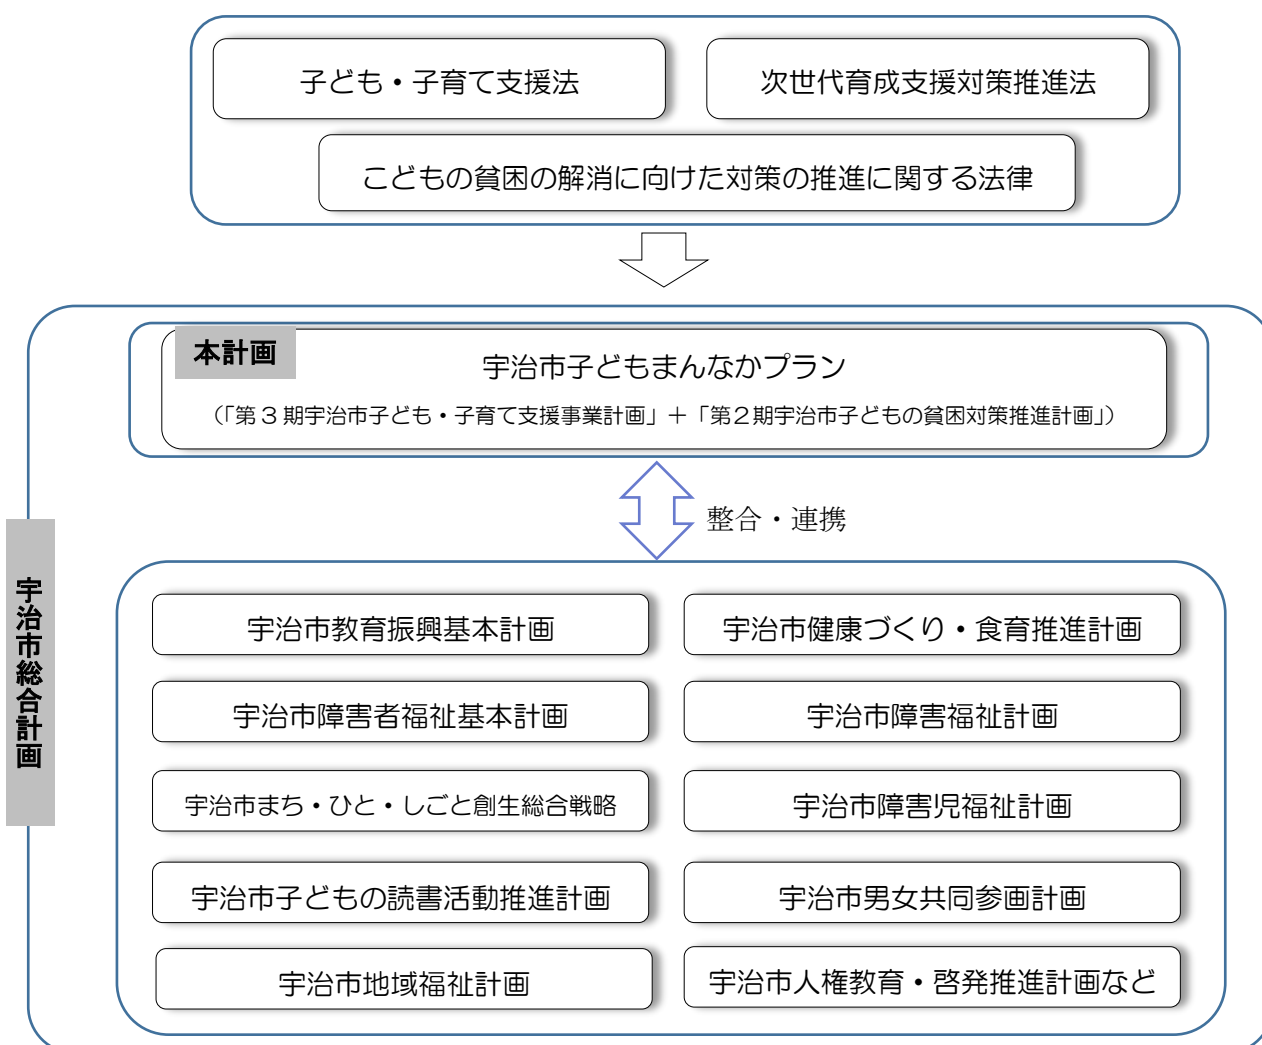 子ども・子育て支援法
次世代育成支援対策推進法
こどもの貧困の解消に向けた対策の推進に関する法律
本計画
宇治市子どもまんなかプラン
（「第３期宇治市子ども・子育て支援事業計画」＋「第２期宇治市子どもの貧困対策推進計画」）
整合・連携
宇治市総合計画
宇治市教育振興基本計画
宇治市健康づくり・食育推進計画
宇治市障害者福祉基本計画
宇治市障害福祉計画
宇治市まち・ひと・しごと創生総合戦略
宇治市障害児福祉計画
宇治市子どもの読書活動推進計画
宇治市男女共同参画計画
宇治市地域福祉計画
宇治市人権教育・啓発推進計画など